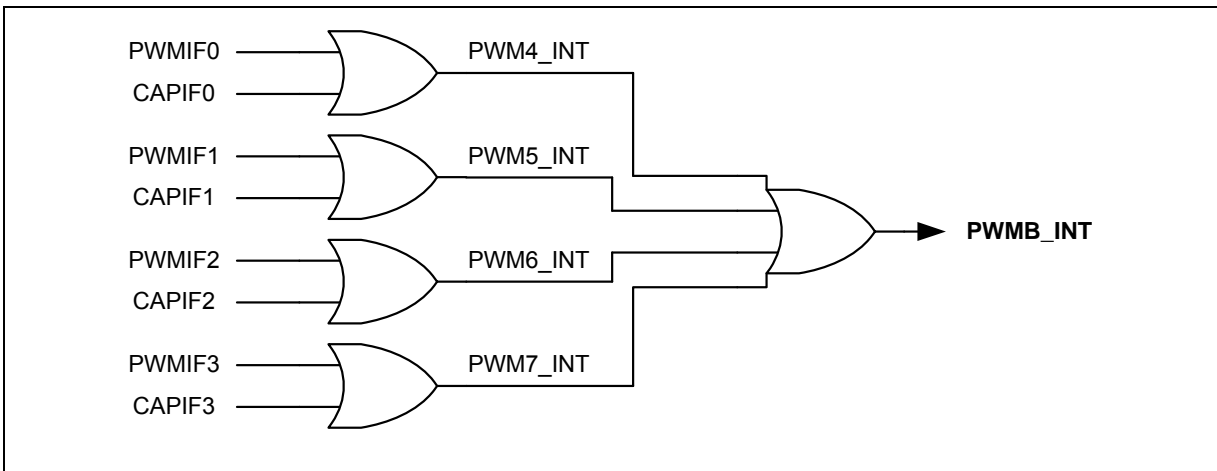 PWMIF0
PWM4_INT
CAPIF0
PWMIF1
PWM5_INT
CAPIF1
PWMB_INT
PWMIF2
PWM6_INT
CAPIF2
PWMIF3
PWM7_INT
CAPIF3